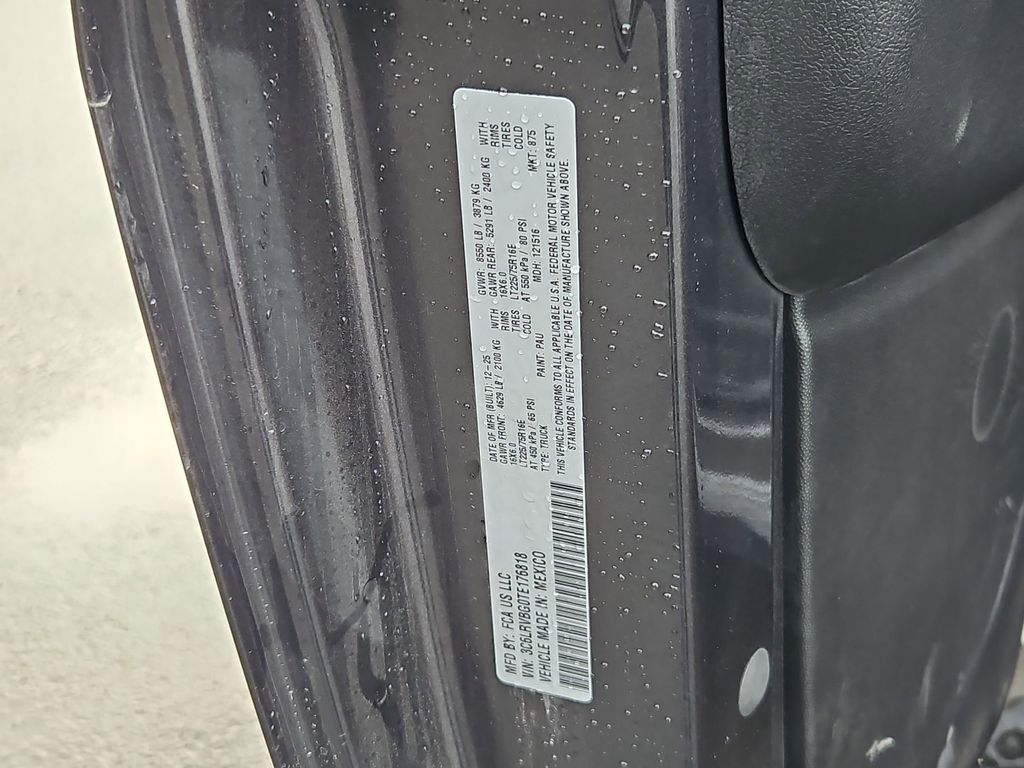 MFD BY: FCA US LLC
VIN: 3C6LRVBG0TE176818
VEHICLE MADE IN: MEXICO
DATE OF MFR (BUILT): 12-25 GVWR: 8550 LB / 3879 KG
GAWR FRONT: 4629 LB / 2100 KG WITH GAWR REAR: 5291 LB / 2400 KG WITH
16X6.0 RIMS 16X6.0 RIMS
LT225/75R16E TIRES LT225/75R16E TIRES
AT 450 kPa / 65 PSI COLD AT 550 kPa / 80 PSI COLD
TYPE: TRUCK PAINT: PAU MDH: 121516 MKT: 875
THIS VEHICLE CONFORMS TO ALL APPLICABLE U.S.A. FEDERAL MOTOR VEHICLE SAFETY
STANDARDS IN EFFECT ON THE DATE OF MANUFACTURE SHOWN ABOVE.